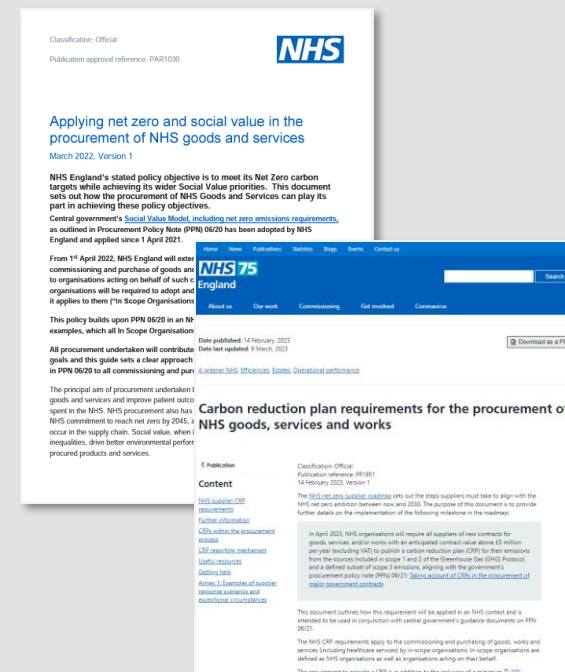 Classification: Official
NHS
Publication approval reference: PAR1030
Applying net zero and social value in the
procurement of NHS goods and services
March 2022, Version 1
NHS England's stated policy objective is to meet its Net Zero carbon
targets while achieving its wider Social Value priorities. This document
sets out how the procurement of NHS Goods and Services can play its
part in achieving these policy objectives.
Central government's Social Value Model, including net zero emissions requirements,
as outlined in Procurement Policy Note (PPN) 06/20 has been adopted by NHS
England and applied since 1 April 2021.
From 1st April 2022, NHS England will exter
commissioning and purchase of goods and
to organisations acting on behalf of such c
organisations will be required to adopt and
it applies to them ("In Scope Organisations
This policy builds upon PPN 06/20 in an NH
examples, which all In Scope Organisation
All procurement undertaken will contribute
goals and this guide sets a clear approach
in PPN 06/20 to all commissioning and pur
The principal aim of procurement undertaken
goods and services and improve patient outco
spent in the NHS. NHS procurement also has
NHS commitment to reach net zero by 2045, a
occur in the supply chain. Social value, when i
inequalities, drive better environmental perform
procured products and services.
Home News Publications Statistics Blogs Events Contact us
NHS 75
England
Search
About us Our work Commissioning Get involved Coronavirus
Date published: 14 February, 2023
Date last updated: 9 March, 2023
Download as a PD
A greener NHS, Efficiencies, Estates, Operational performance
Carbon reduction plan requirements for the procurement of
NHS goods, services and works
Publication
Content
NHS supplier CRP
requirements
Further information
CRPs within the procurement
process
CRP reporting mechanism
Useful resources
Getting help
Annex 1: Examples of supplier
response scenarios and
exceptional circumstances
Classification: Official
Publication reference: PR1851
14 February 2023, Version 1
The NHS net zero supplier roadmap sets out the steps suppliers must take to align with the
NHS net zero ambition between now and 2030. The purpose of this document is to provide
further details on the implementation of the following milestone in the roadmap:
In April 2023, NHS organisations will require all suppliers of new contracts for
goods, services, and/or works with an anticipated contract value above £5 million
per year (excluding VAT) to publish a carbon reduction plan (CRP) for their emissions
from the sources included in scope 1 and 2 of the Greenhouse Gas (GHG) Protocol,
and a defined subset of scope 3 emissions, aligning with the government's
procurement policy note (PPN) 06/21: Taking account of CRPs in the procurement of
major government contracts.
This document outlines how this requirement will be applied in an NHS context and is
intended to be used in conjunction with central government's guidance documents on PPN
06/21.
The NHS CRP requirements apply to the commissioning and purchasing of goods, works and
services (including healthcare services) by in-scope organisations. In-scope organisations are
defined as NHS organisations as well as organisations acting on their behalf.
The requirement to provide a CRP is in addition to the inclusion of a minimum